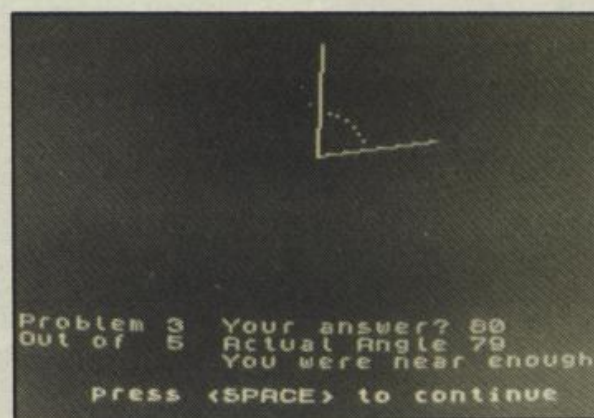 Problem 3 Your answer? 80
Out of 5 Actual Angle 79
You were near enough
Press <SPACE> to continue